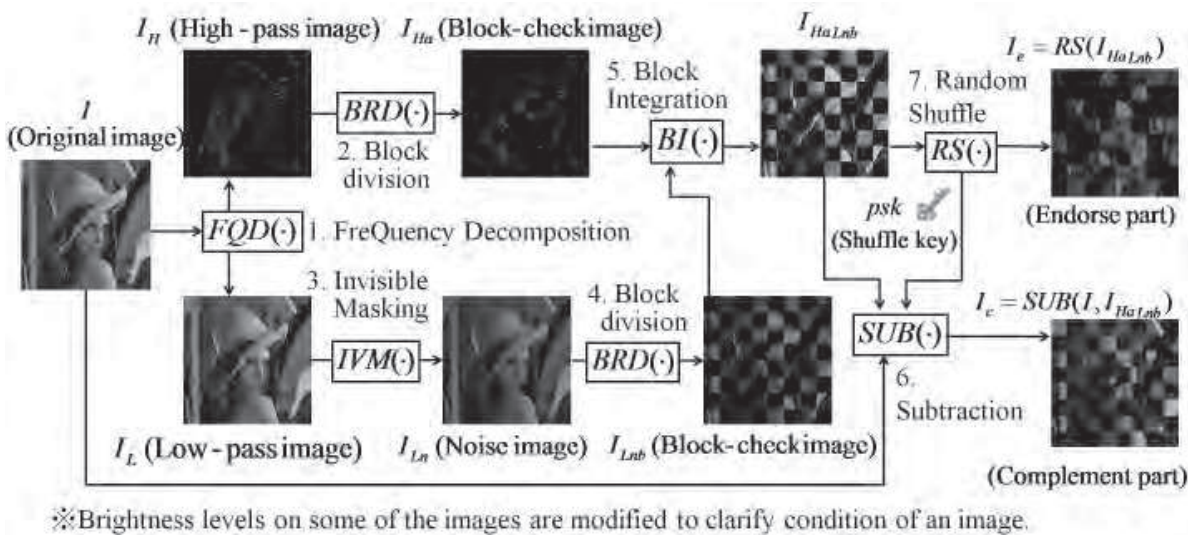 I_H (High - pass image)
I_Ha (Block-checkimage)
I_HaLnb
I_e = RS(I_HaLnb)
5. Block
Integration
7. Random
Shuffle
I
(Original image)
BRD(·)
BI(·)
RS(·)
2. Block
division
psk
(Shuffle key)
(Endorse part)
FQD(·)
1. FreQuency Decomposition
3. Invisible
Masking
4. Block
division
I_c = SUB(I, I_HaLnb)
IVM(·)
BRD(·)
SUB(·)
6.
Subtraction
I_L (Low - pass image)
I_Ln (Noise image)
I_Lnb (Block- checkimage)
(Complement part)
※Brightness levels on some of the images are modified to clarify condition of an image.